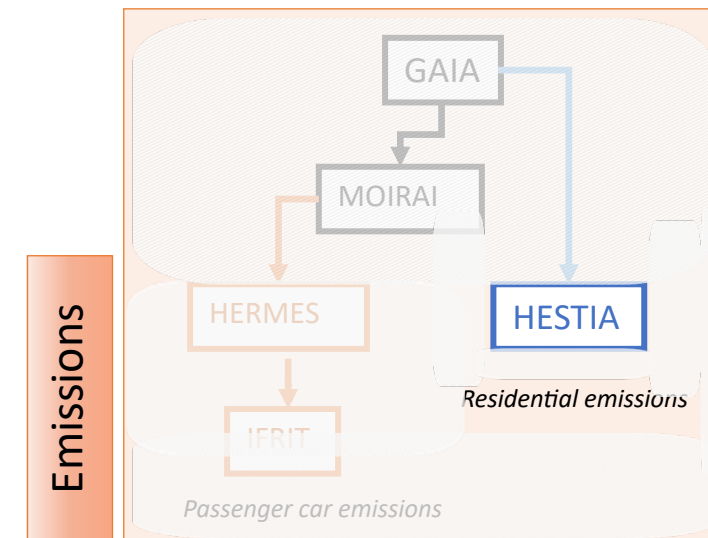 GAIA
MOIRAI
HERMES
HESTIA
Residential emissions
IFRIT
Passenger car emissions
Emissions